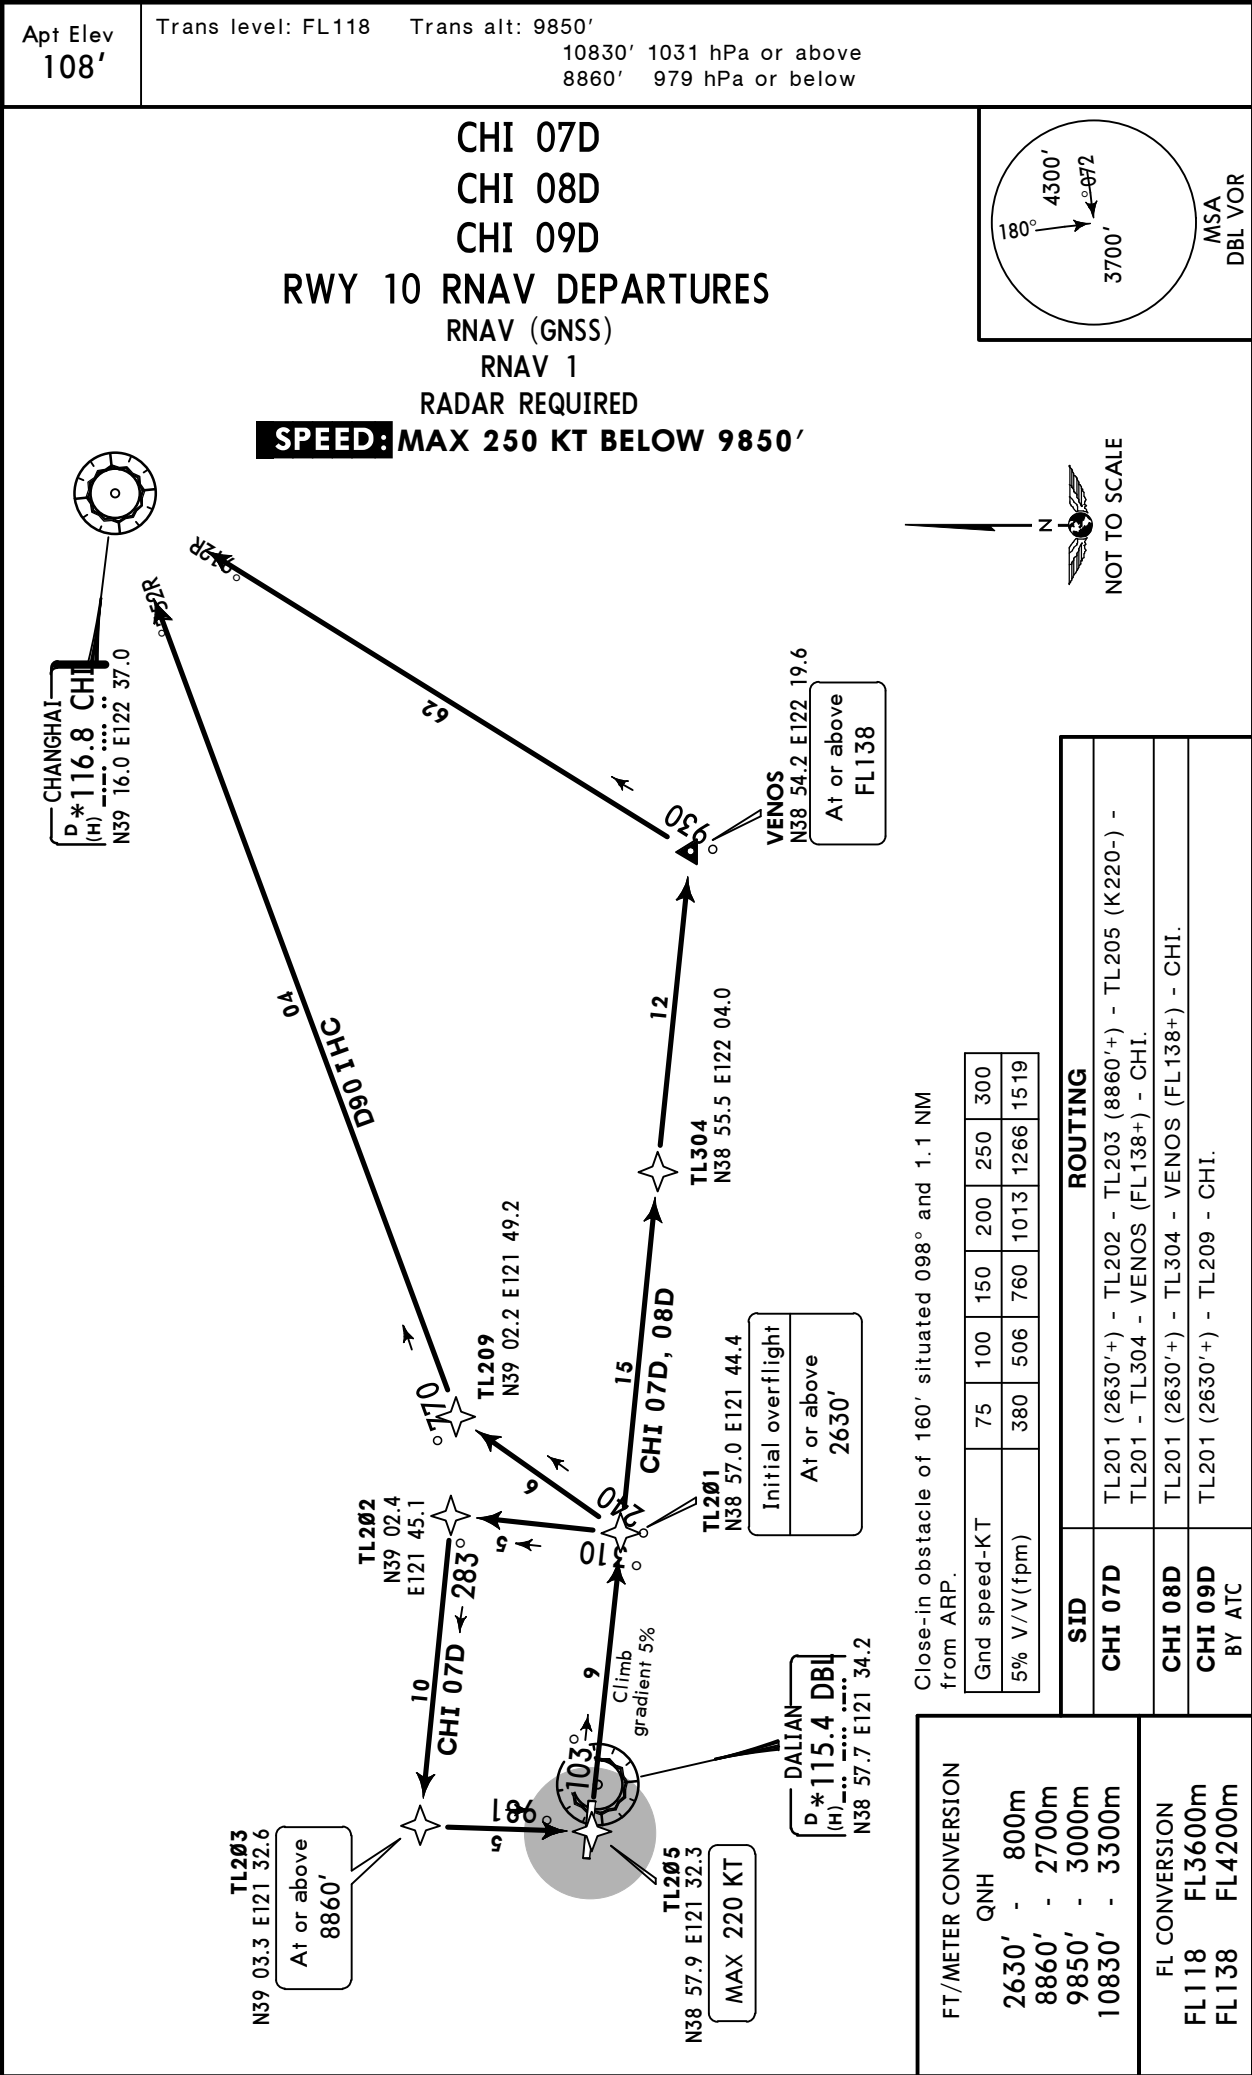 Apt Elev
108'
Trans level: FL118 Trans alt: 9850'
10830' 1031 hPa or above
8860' 979 hPa or below
CHI 07D
CHI 08D
CHI 09D
RWY 10 RNAV DEPARTURES
RNAV (GNSS)
RNAV 1
RADAR REQUIRED
SPEED: MAX 250 KT BELOW 9850'
180°
4300'
3700'
MSA
DBL VOR
N
NOT TO SCALE
CHANGHAI
D *116.8 CHI
(H)
N39 16.0 E122 37.0
62
VENOS
N38 54.2 E122 19.6
At or above
FL138
12
TL304
N38 55.5 E122 04.0
TL209
N39 02.2 E121 49.2
15
CHI 07D, 08D
TL2Ø1
N38 57.0 E121 44.4
Initial overflight
At or above
2630'
TL2Ø2
N39 02.4
E121 45.1
5
10
CHI 07D
283°
9
103°
Climb
gradient 5%
DALIAN
D *115.4 DBL
(H)
N38 57.7 E121 34.2
TL2Ø3
N39 03.3 E121 32.6
At or above
8860'
5
TL2Ø5
N38 57.9 E121 32.3
MAX 220 KT
Close-in obstacle of 160' situated 098° and 1.1 NM
from ARP.
Gnd speed-KT 75 100 150 200 250 300
5% V/V(fpm) 380 506 760 1013 1266 1519
SID ROUTING
CHI 07D TL201 (2630'+) - TL202 - TL203 (8860'+) - TL205 (K220-) -
TL201 - TL304 - VENOS (FL138+) - CHI.
CHI 08D TL201 (2630'+) - TL304 - VENOS (FL138+) - CHI.
CHI 09D TL201 (2630'+) - TL209 - CHI.
BY ATC
FT/METER CONVERSION
QNH
2630' - 800m
8860' - 2700m
9850' - 3000m
10830' - 3300m
FL CONVERSION
FL118 FL3600m
FL138 FL4200m